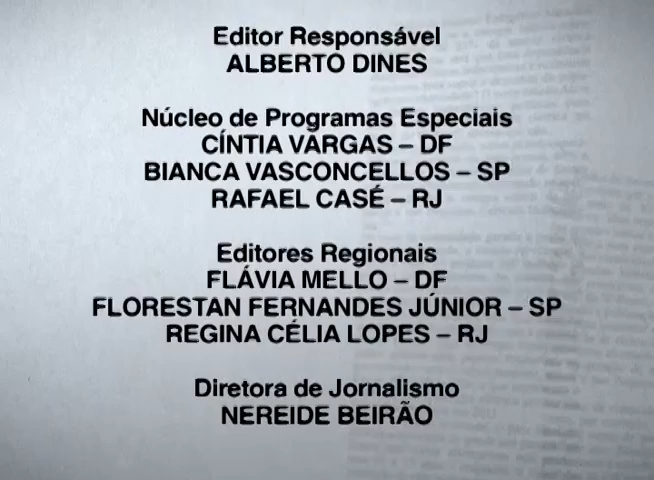 Editor Responsável
ALBERTO DINES
Núcleo de Programas Especiais
CÍNTIA VARGAS – DF
BIANCA VASCONCELLOS – SP
RAFAEL CASÉ – RJ
Editores Regionais
FLÁVIA MELLO – DF
FLORESTAN FERNANDES JÚNIOR – SP
REGINA CÉLIA LOPES – RJ
Diretora de Jornalismo
NEREIDE BEIRÃO